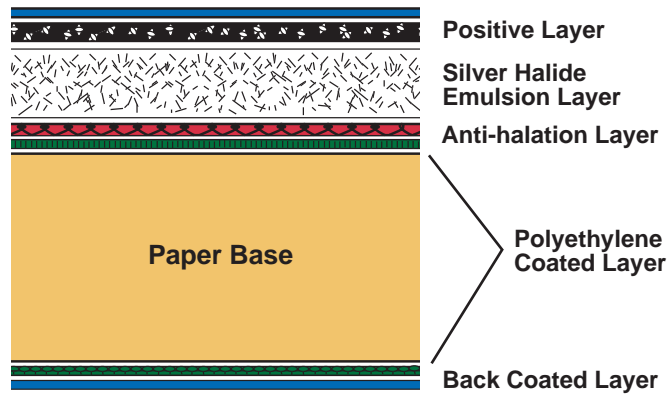 Positive Layer
Silver Halide
Emulsion Layer
Anti-halation Layer
Paper Base
Polyethylene
Coated Layer
Back Coated Layer